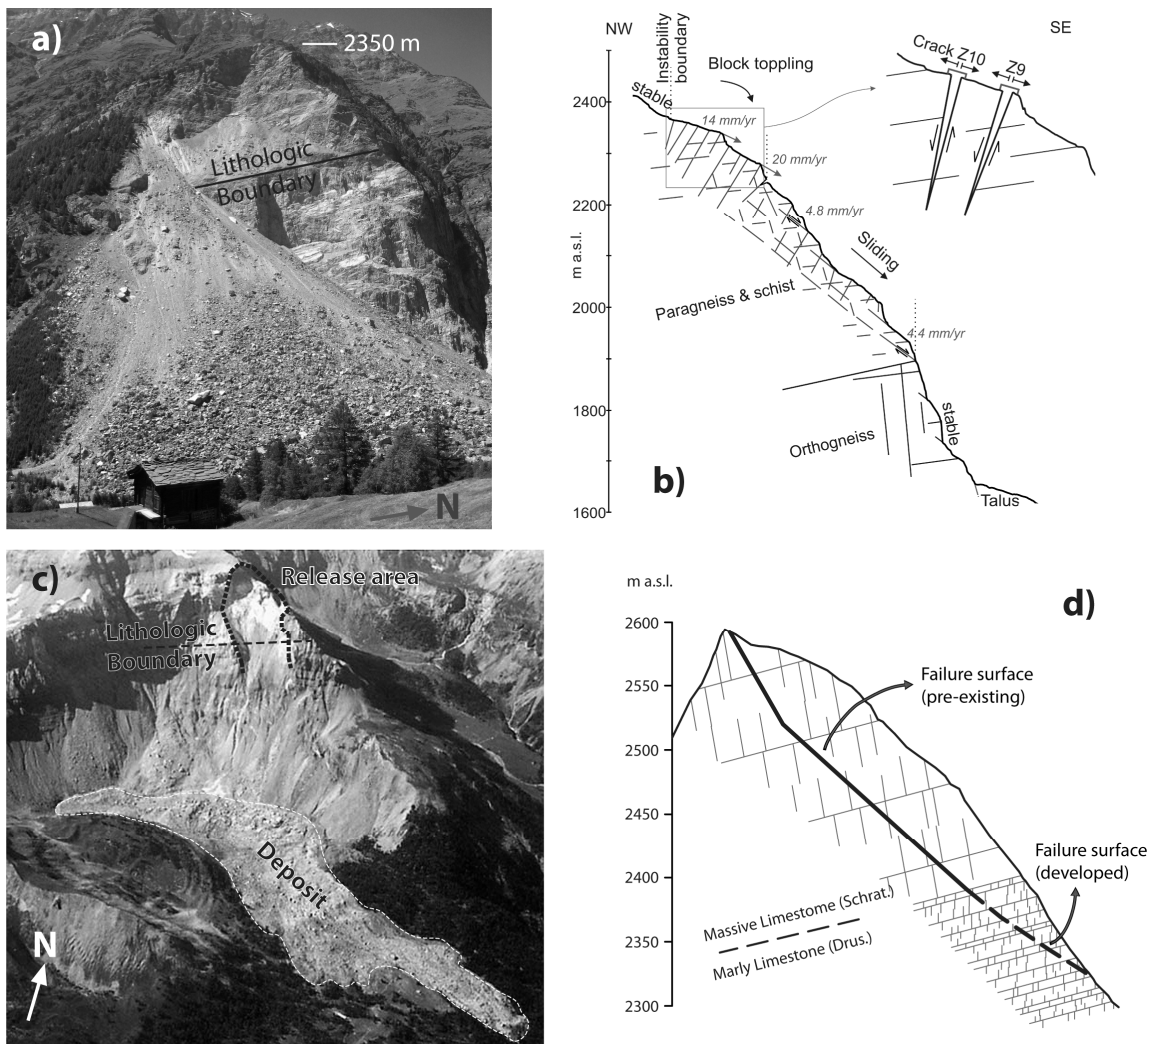 a)
2350 m
Lithologic
Boundary
N
NW
SE
Instability
boundary
Block toppling
Crack Z10
Z9
stable
2400
14 mm/yr
20 mm/yr
2200
4.8 mm/yr
m a.s.l.
Sliding
Paragneiss & schist
2000
4.4 mm/yr
1800
stable
Orthogneiss
b)
Talus
1600
c)
Release area
Lithologic
Boundary
Deposit
N
m a.s.l.
d)
2600
2550
Failure surface
(pre-existing)
2500
2450
Failure surface
(developed)
2400
Massive Limestome (Schrat.)
2350
Marly Limestone (Drus.)
2300